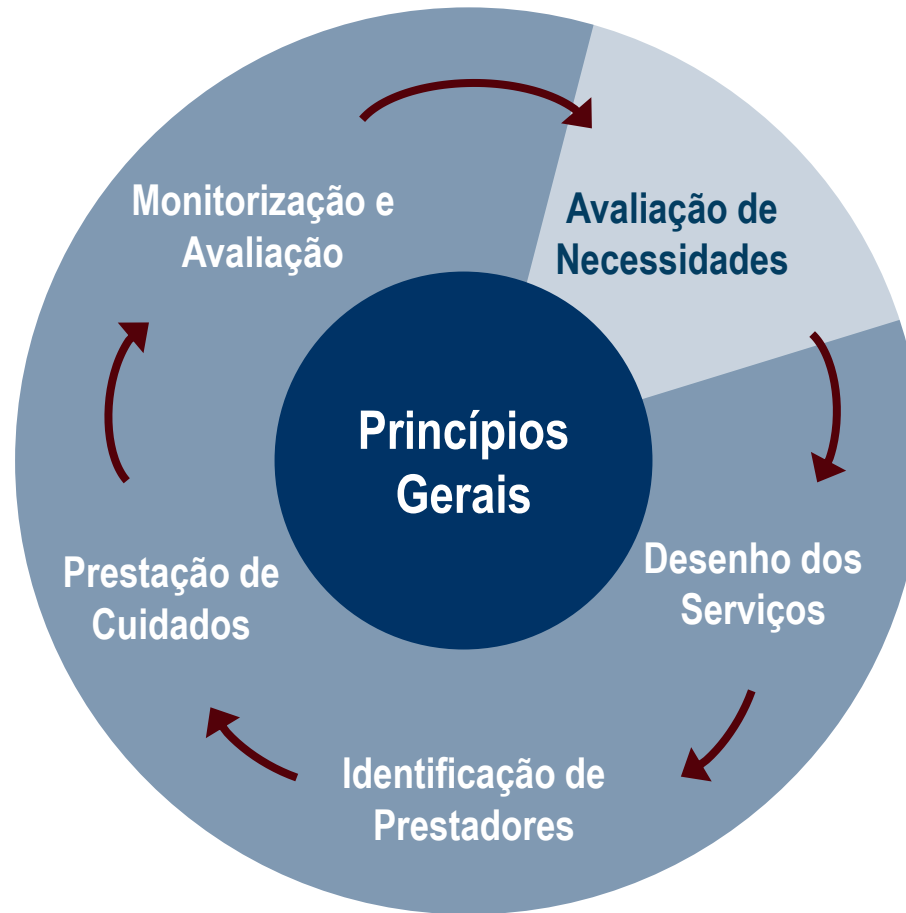 Monitorização e
Avaliação
Avaliação de
Necessidades
Princípios
Gerais
Desenho dos
Serviços
Prestação de
Cuidados
Identificação de
Prestadores